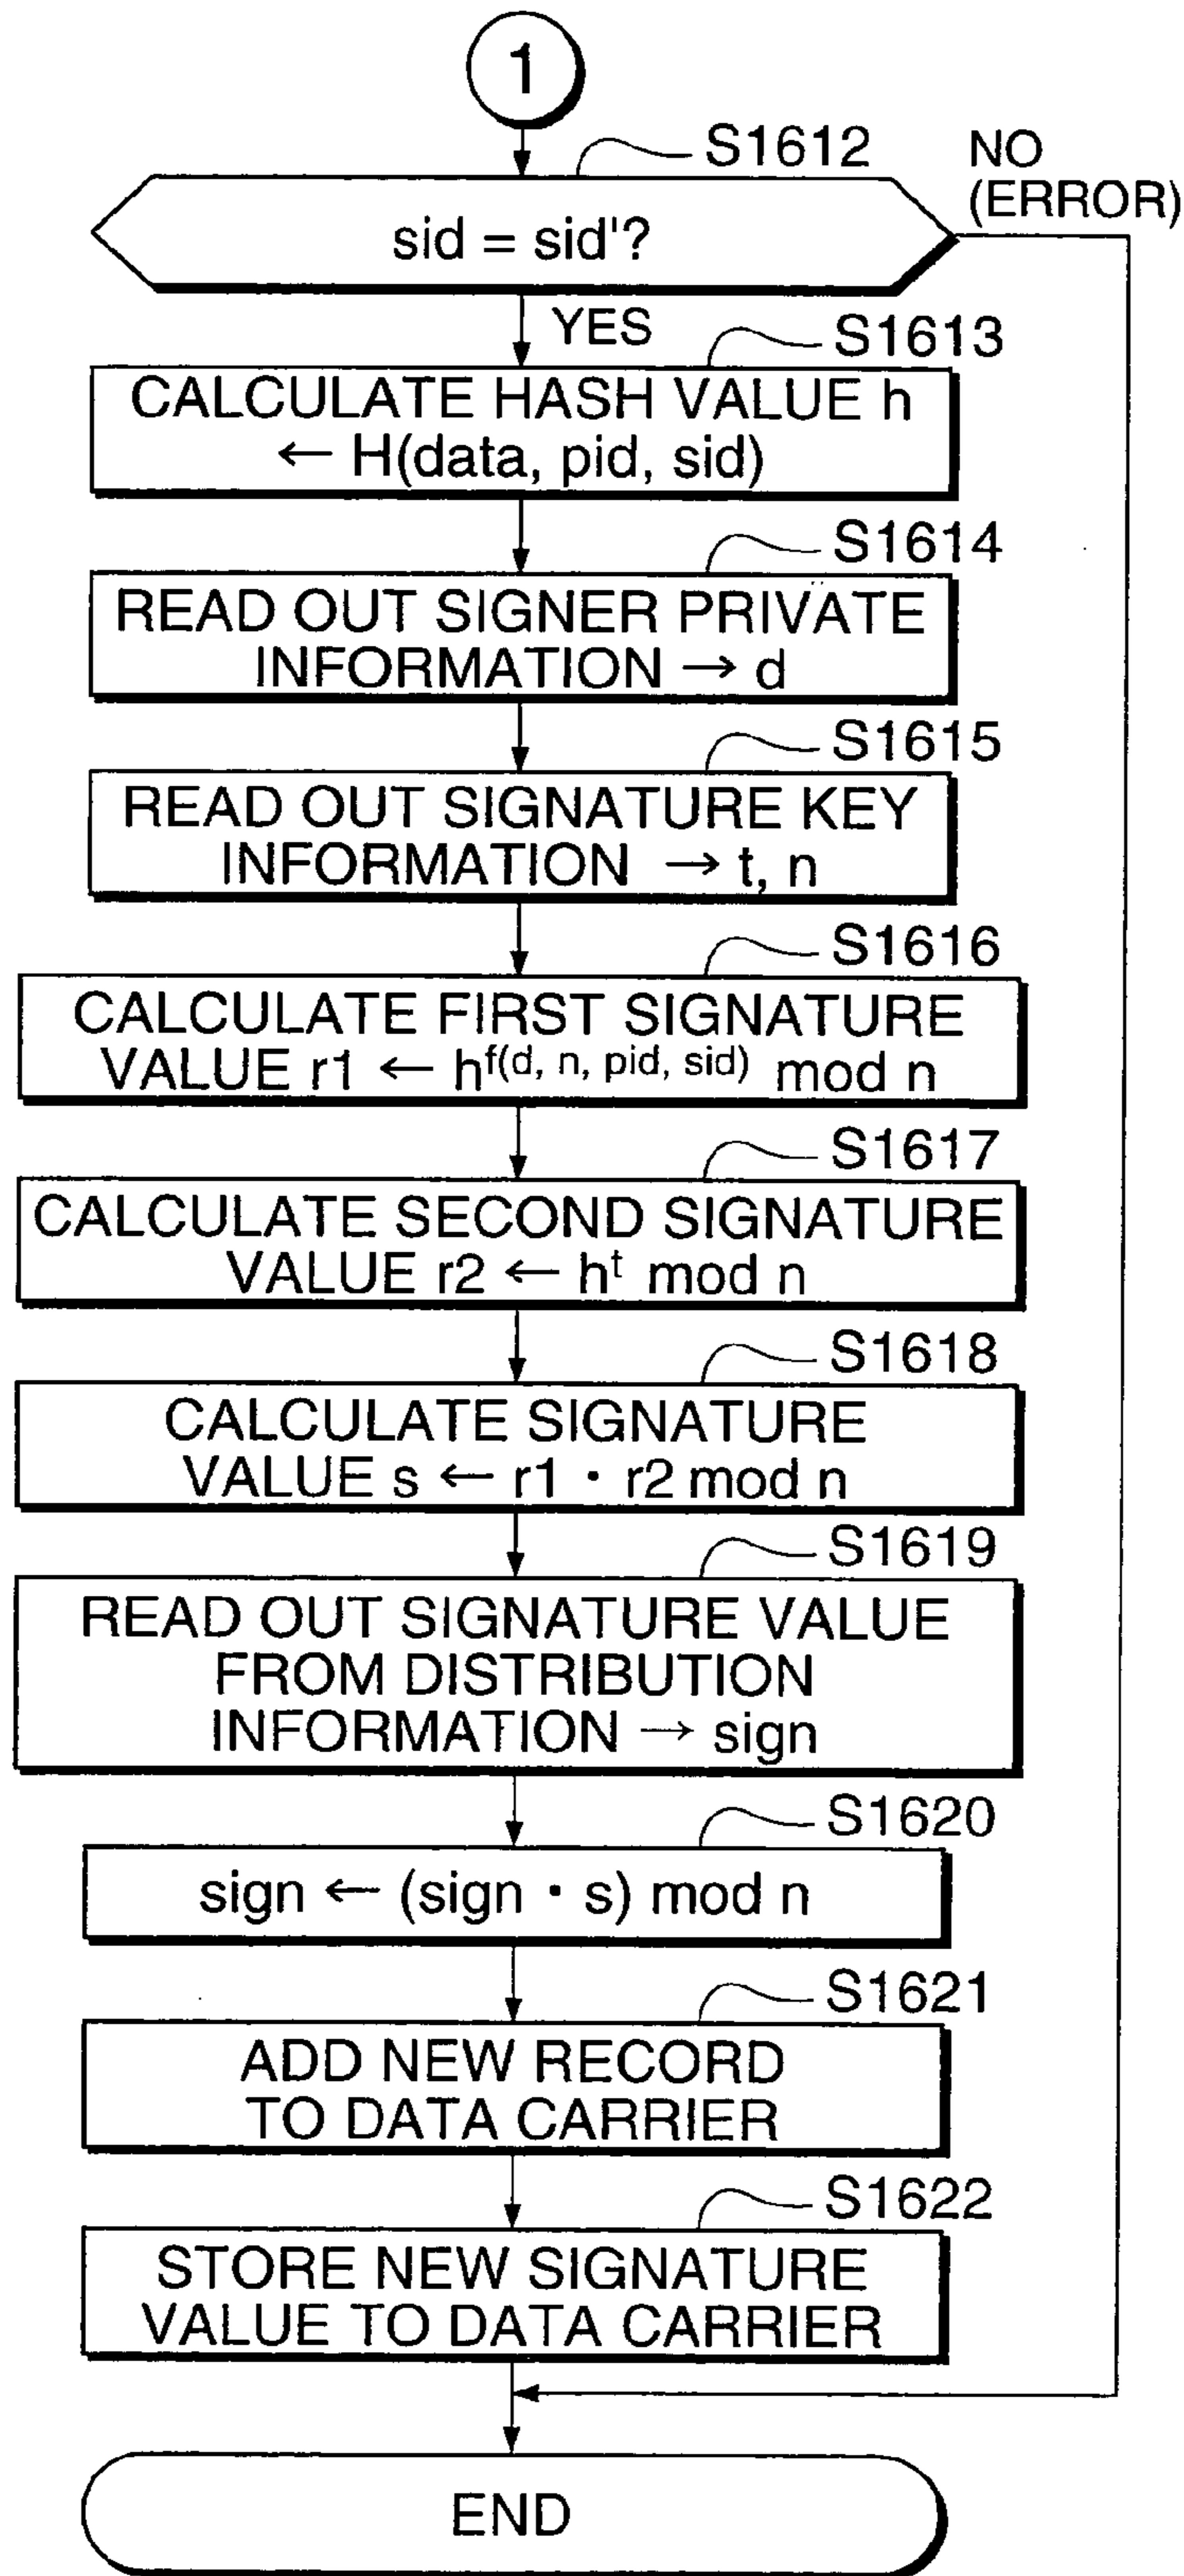 1
S1612
NO
(ERROR)
sid = sid'?
YES
S1613
CALCULATE HASH VALUE h
← H(data, pid, sid)
S1614
READ OUT SIGNER PRIVATE
INFORMATION → d
S1615
READ OUT SIGNATURE KEY
INFORMATION → t, n
S1616
CALCULATE FIRST SIGNATURE
VALUE r1 ← h^f(d, n, pid, sid) mod n
S1617
CALCULATE SECOND SIGNATURE
VALUE r2 ← h^t mod n
S1618
CALCULATE SIGNATURE
VALUE s ← r1 · r2 mod n
S1619
READ OUT SIGNATURE VALUE
FROM DISTRIBUTION
INFORMATION → sign
S1620
sign ← (sign · s) mod n
S1621
ADD NEW RECORD
TO DATA CARRIER
S1622
STORE NEW SIGNATURE
VALUE TO DATA CARRIER
END